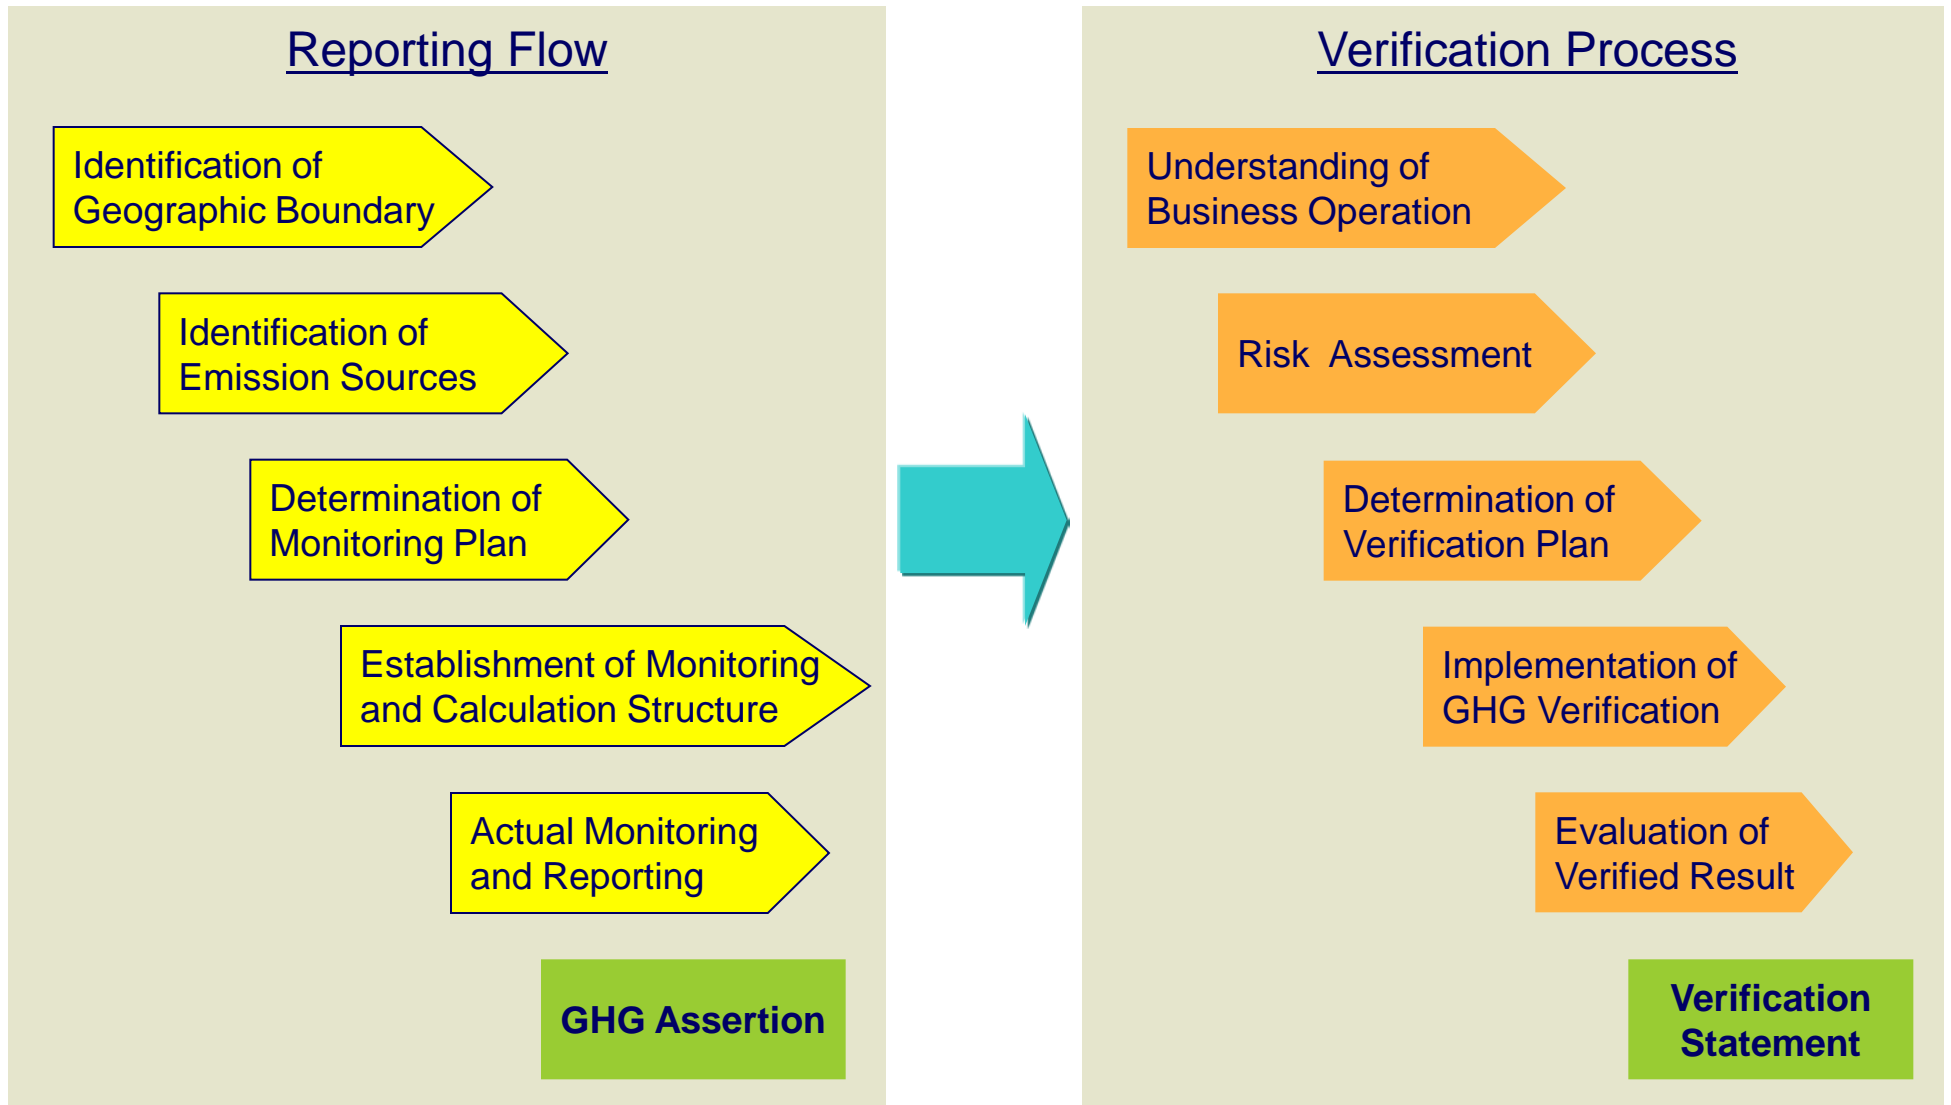 Reporting Flow
Identification of
Geographic Boundary
Identification of
Emission Sources
Determination of
Monitoring Plan
Establishment of Monitoring
and Calculation Structure
Actual Monitoring
and Reporting
GHG Assertion
Verification Process
Understanding of
Business Operation
Risk Assessment
Determination of
Verification Plan
Implementation of
GHG Verification
Evaluation of
Verified Result
Verification
Statement